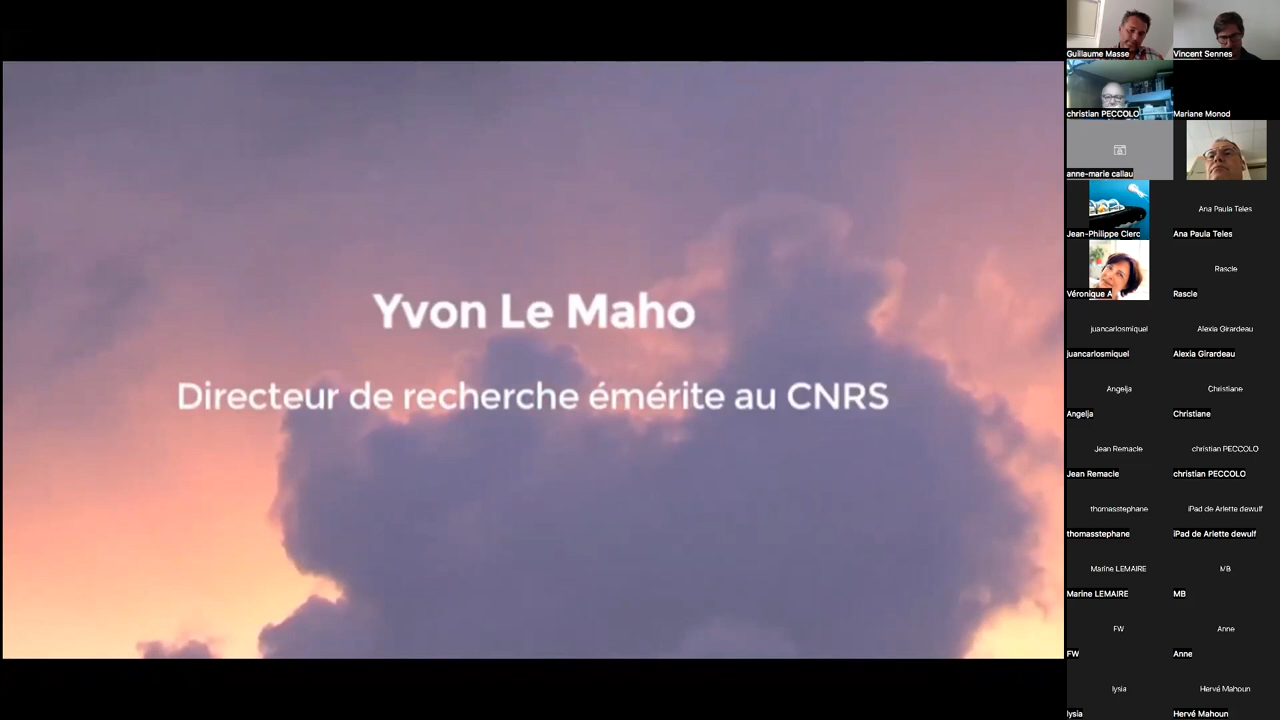 Yvon Le Maho
Directeur de recherche émérite au CNRS
Guillaume Masse
Vincent Sennes
christian PECCOLO
Mariane Monod
anne-marie callau
Jean-Philippe Clerc
Ana Paula Teles
Ana Paula Teles
Véronique A
Rascle
Rascle
juancarlosmiquel
juancarlosmiquel
Alexia Girardeau
Alexia Girardeau
Angelja
Angelja
Christiane
Christiane
Jean Remacle
Jean Remacle
christian PECCOLO
christian PECCOLO
thomasstephane
thomasstephane
iPad de Arlette dewulf
iPad de Arlette dewulf
Marine LEMAIRE
Marine LEMAIRE
MB
MB
FW
FW
Anne
Anne
lysia
lysia
Hervé Mahoun
Hervé Mahoun